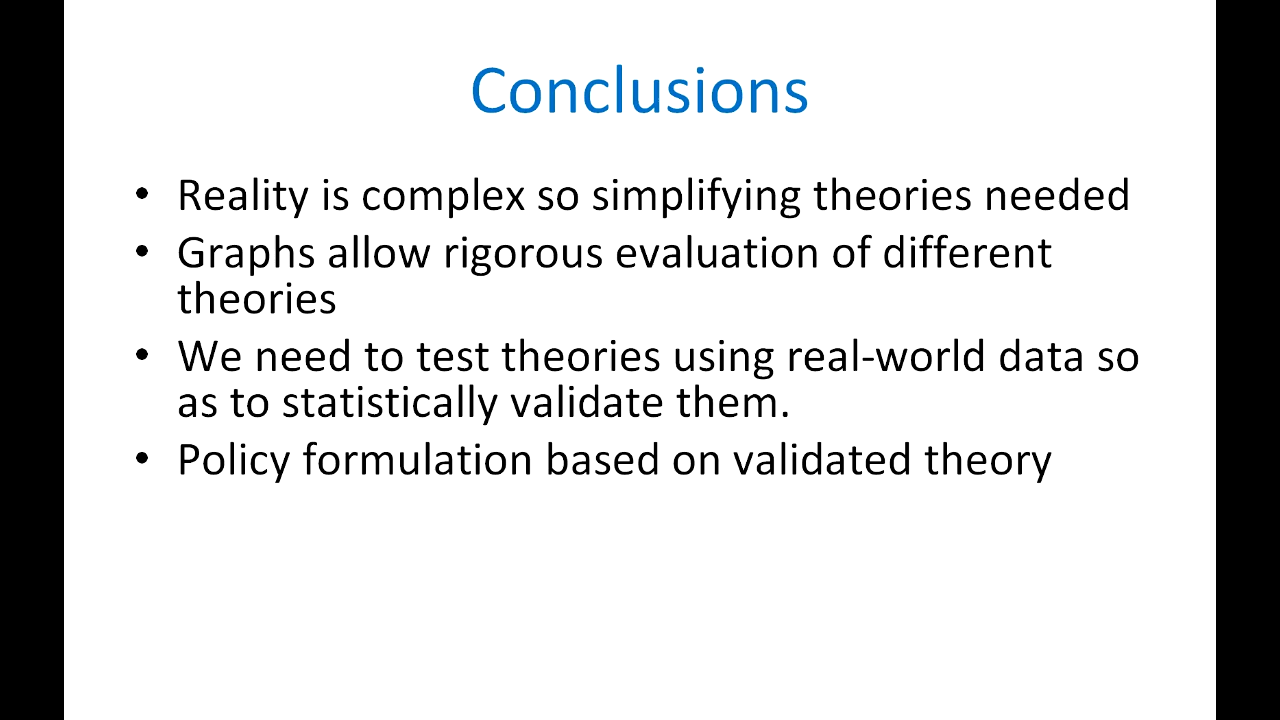 Conclusions
• Reality is complex so simplifying theories needed
• Graphs allow rigorous evaluation of different
theories
• We need to test theories using real-world data so
as to statistically validate them.
• Policy formulation based on validated theory